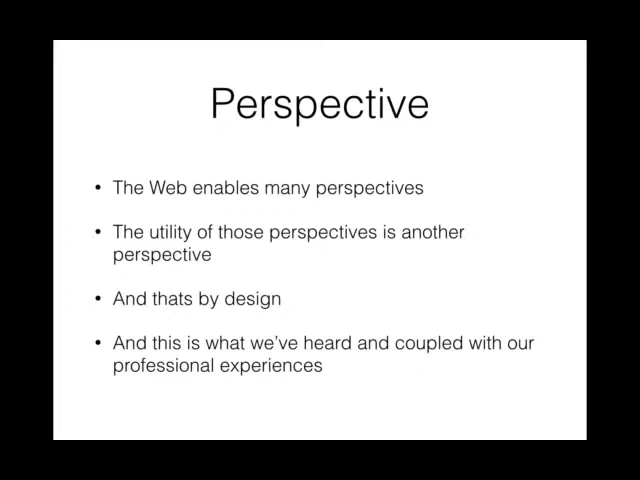 Perspective
• The Web enables many perspectives
• The utility of those perspectives is another
perspective
• And thats by design
• And this is what we’ve heard and coupled with our
professional experiences